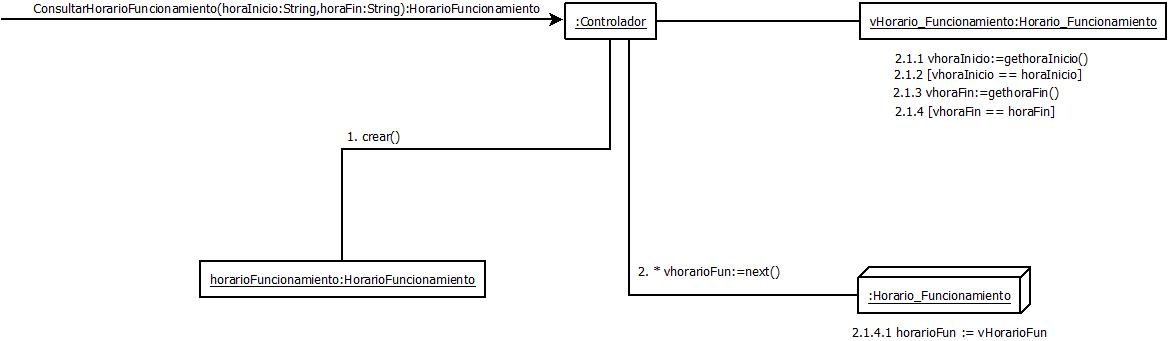 ConsultarHorarioFuncionamiento(horaInicio:String,horaFin:String):HorarioFuncionamiento
:Controlador
vHorario_Funcionamiento:Horario_Funcionamiento
2.1.1 vhoraInicio:=gethoraInicio()
2.1.2 [vhoraInicio == horaInicio]
2.1.3 vhoraFin:=gethoraFin()
2.1.4 [vhoraFin == horaFin]
1. crear()
horarioFuncionamiento:HorarioFuncionamiento
2. * vhorarioFun:=next()
:Horario_Funcionamiento
2.1.4.1 horarioFun := vHorarioFun